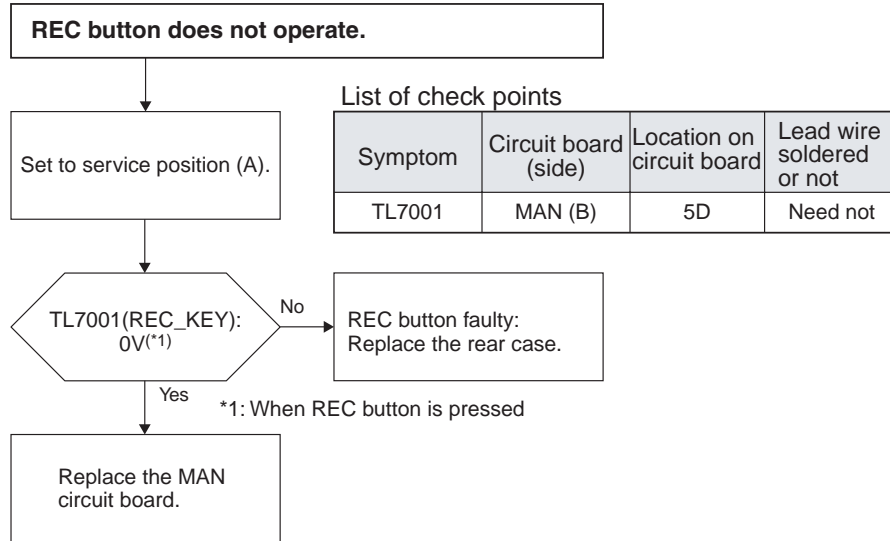 REC button does not operate.
Set to service position (A).
List of check points
Symptom
Circuit board
(side)
Location on
circuit board
Lead wire
soldered
or not
TL7001
MAN (B)
5D
Need not
TL7001(REC_KEY):
0V(*1)
No
REC button faulty:
Replace the rear case.
Yes
*1: When REC button is pressed
Replace the MAN
circuit board.